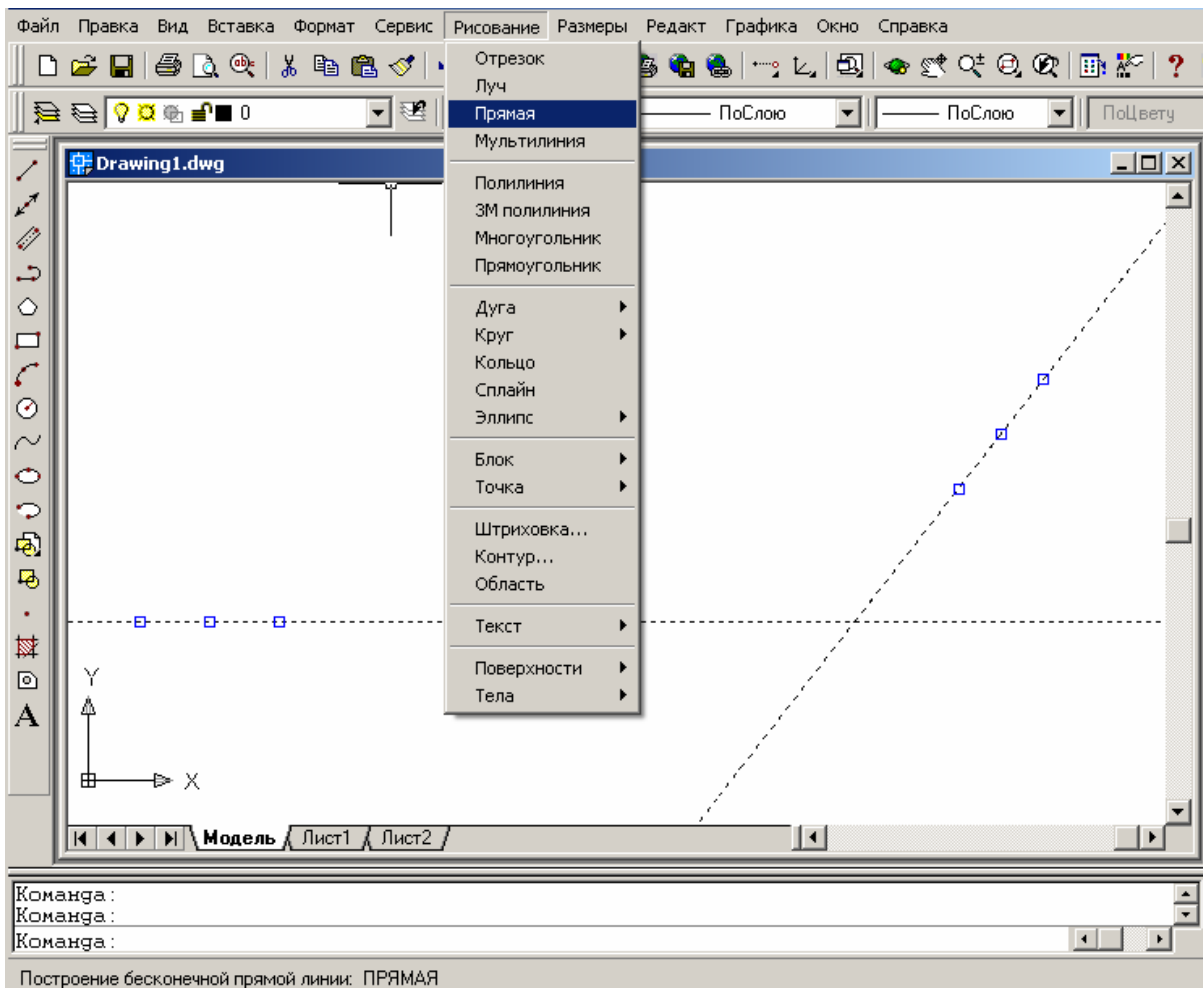 Файл Правка Вид Вставка Формат Сервис Рисование Размеры Редакт Графика Окно Справка
0 ПоСлою ПоСлою ПоЦвету
Drawing1.dwg
Отрезок
Луч
Прямая
Мультилиния
Полилиния
3М полилиния
Многоугольник
Прямоугольник
Дуга
Круг
Кольцо
Сплайн
Эллипс
Блок
Точка
Штриховка...
Контур...
Область
Текст
Поверхности
Тела
A
Y
X
Модель Лист1 Лист2
Команда:
Команда:
Команда:
Построение бесконечной прямой линии: ПРЯМАЯ